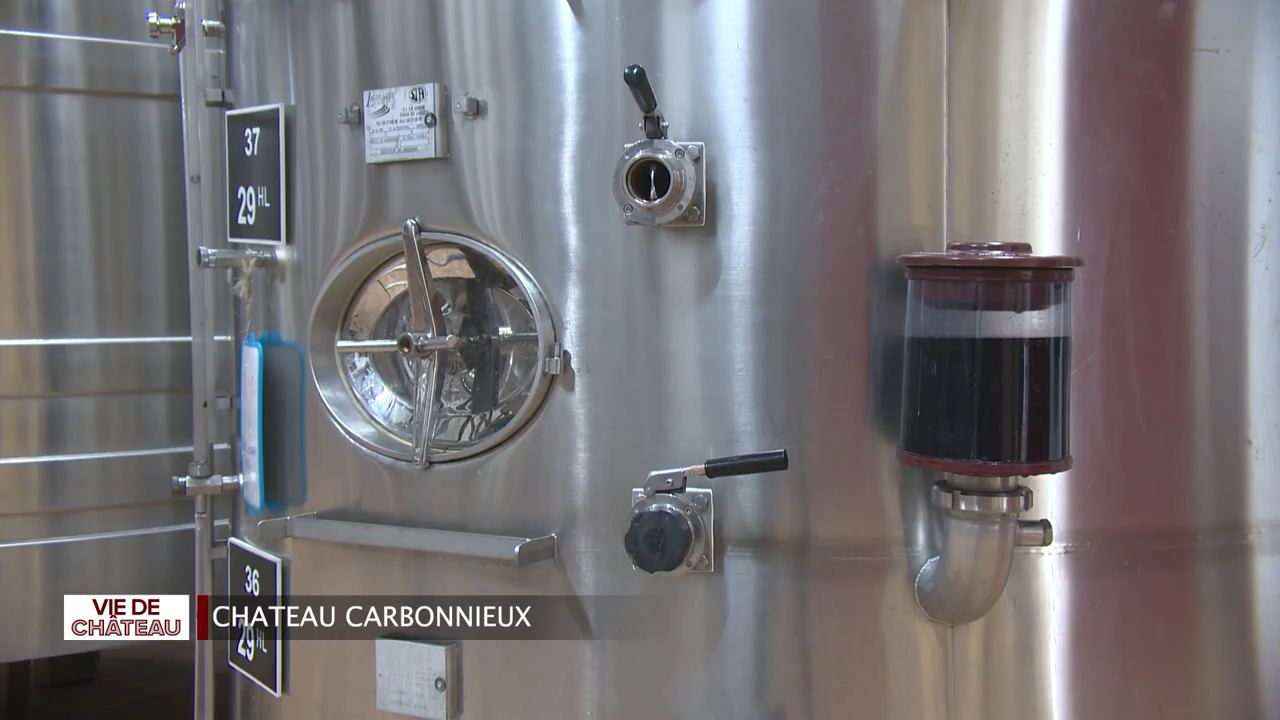 37
29 HL
36
29 HL
VIE DE
CHÂTEAU
CHATEAU CARBONNIEUX